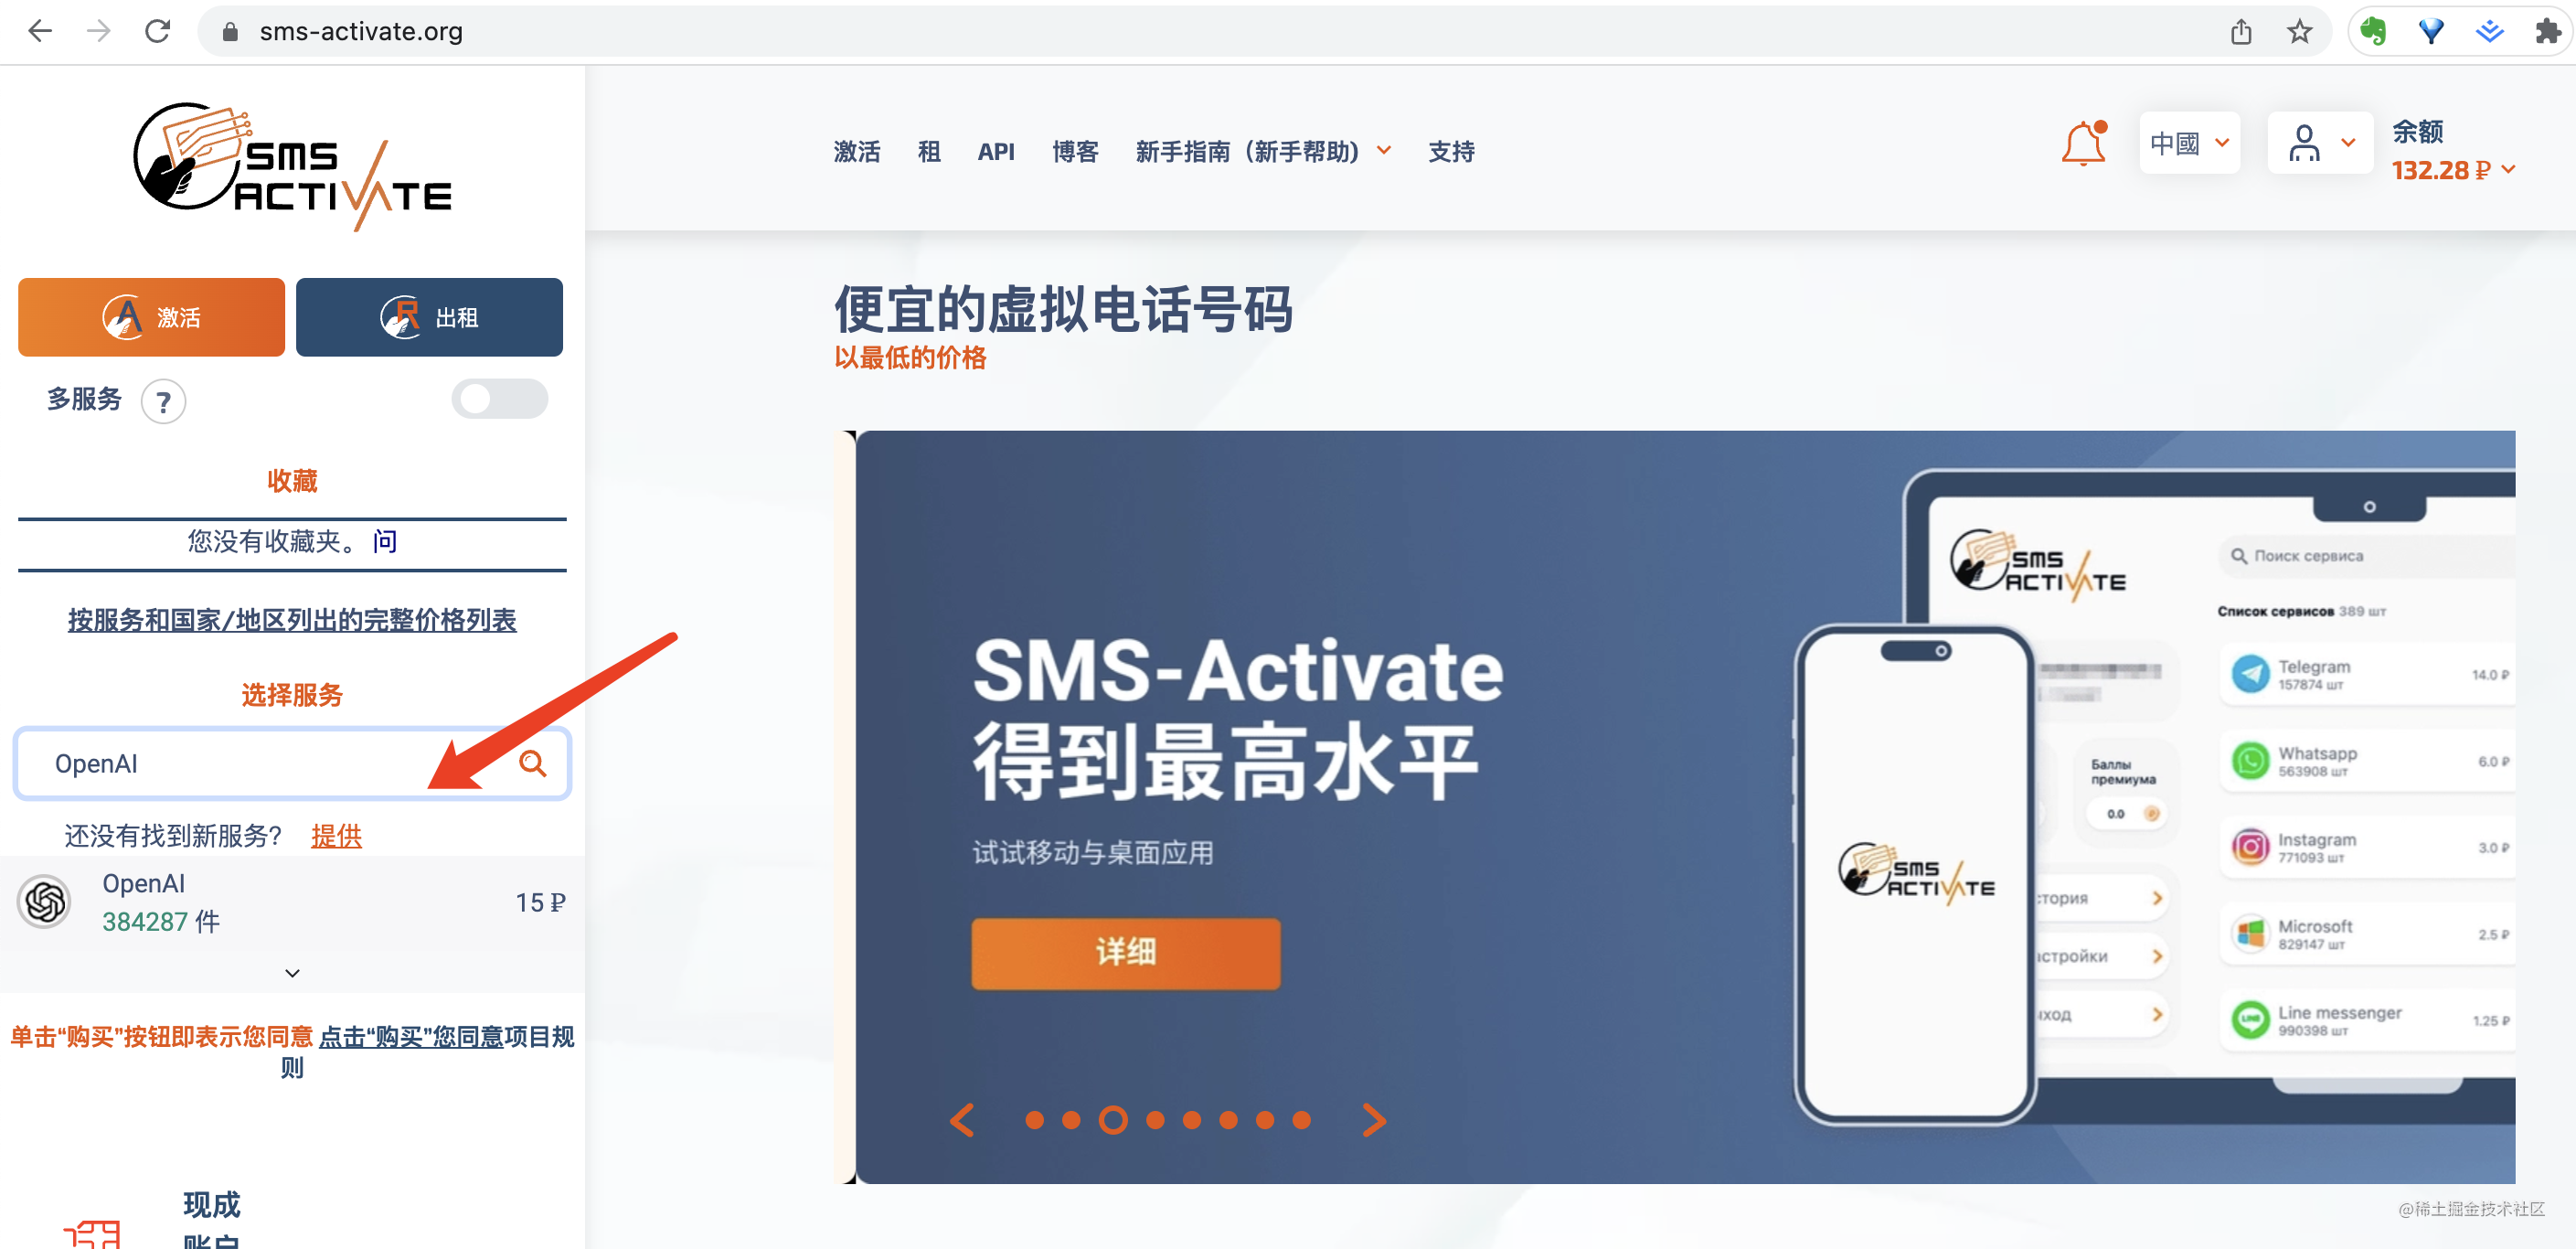 sms-activate.org
SMS
ACTIVATE
激活 租 API 博客 新手指南（新手帮助） 支持
中國
余额
132.28 ₽
激活
出租
多服务 ?
收藏
您没有收藏夹。 问
按服务和国家/地区列出的完整价格列表
选择服务
OpenAI
还没有找到新服务? 提供
OpenAI
384287 件
15 ₽
单击“购买”按钮即表示您同意 点击“购买”您同意项目规
则
现成
账户
便宜的虚拟电话号码
以最低的价格
SMS-Activate
得到最高水平
试试移动与桌面应用
详细
SMS
ACTIVATE
SMS
ACTIVATE
Поиск сервиса
Список сервисов 389 шт
Telegram
157874 шт
14.0 ₽
Whatsapp
563908 шт
6.0 ₽
Instagram
771093 шт
3.0 ₽
Microsoft
829147 шт
2.5 ₽
Line messenger
990398 шт
1.25 ₽
Баллы
премиума
0.0
тория
стройки
ход
LINE
@稀土掘金技术社区